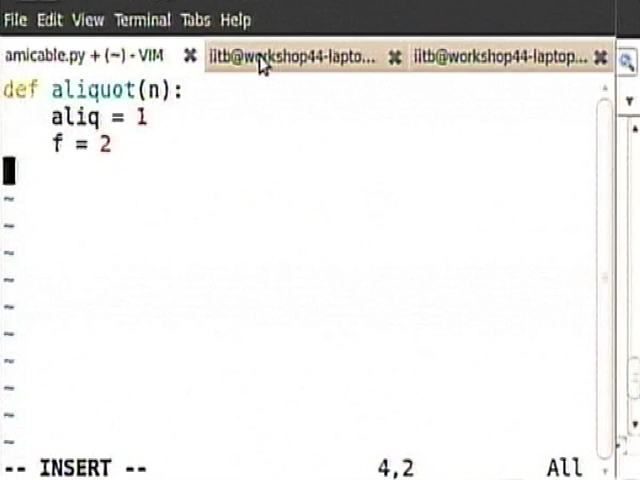 File Edit View Terminal Tabs Help
amicable.py + (~) - VIM iitb@workshop44-lapto... iitb@workshop44-laptop...
def aliquot(n):
    aliq = 1
    f = 2
~
~
~
~
~
~
~
~
~
~
-- INSERT -- 4,2 All